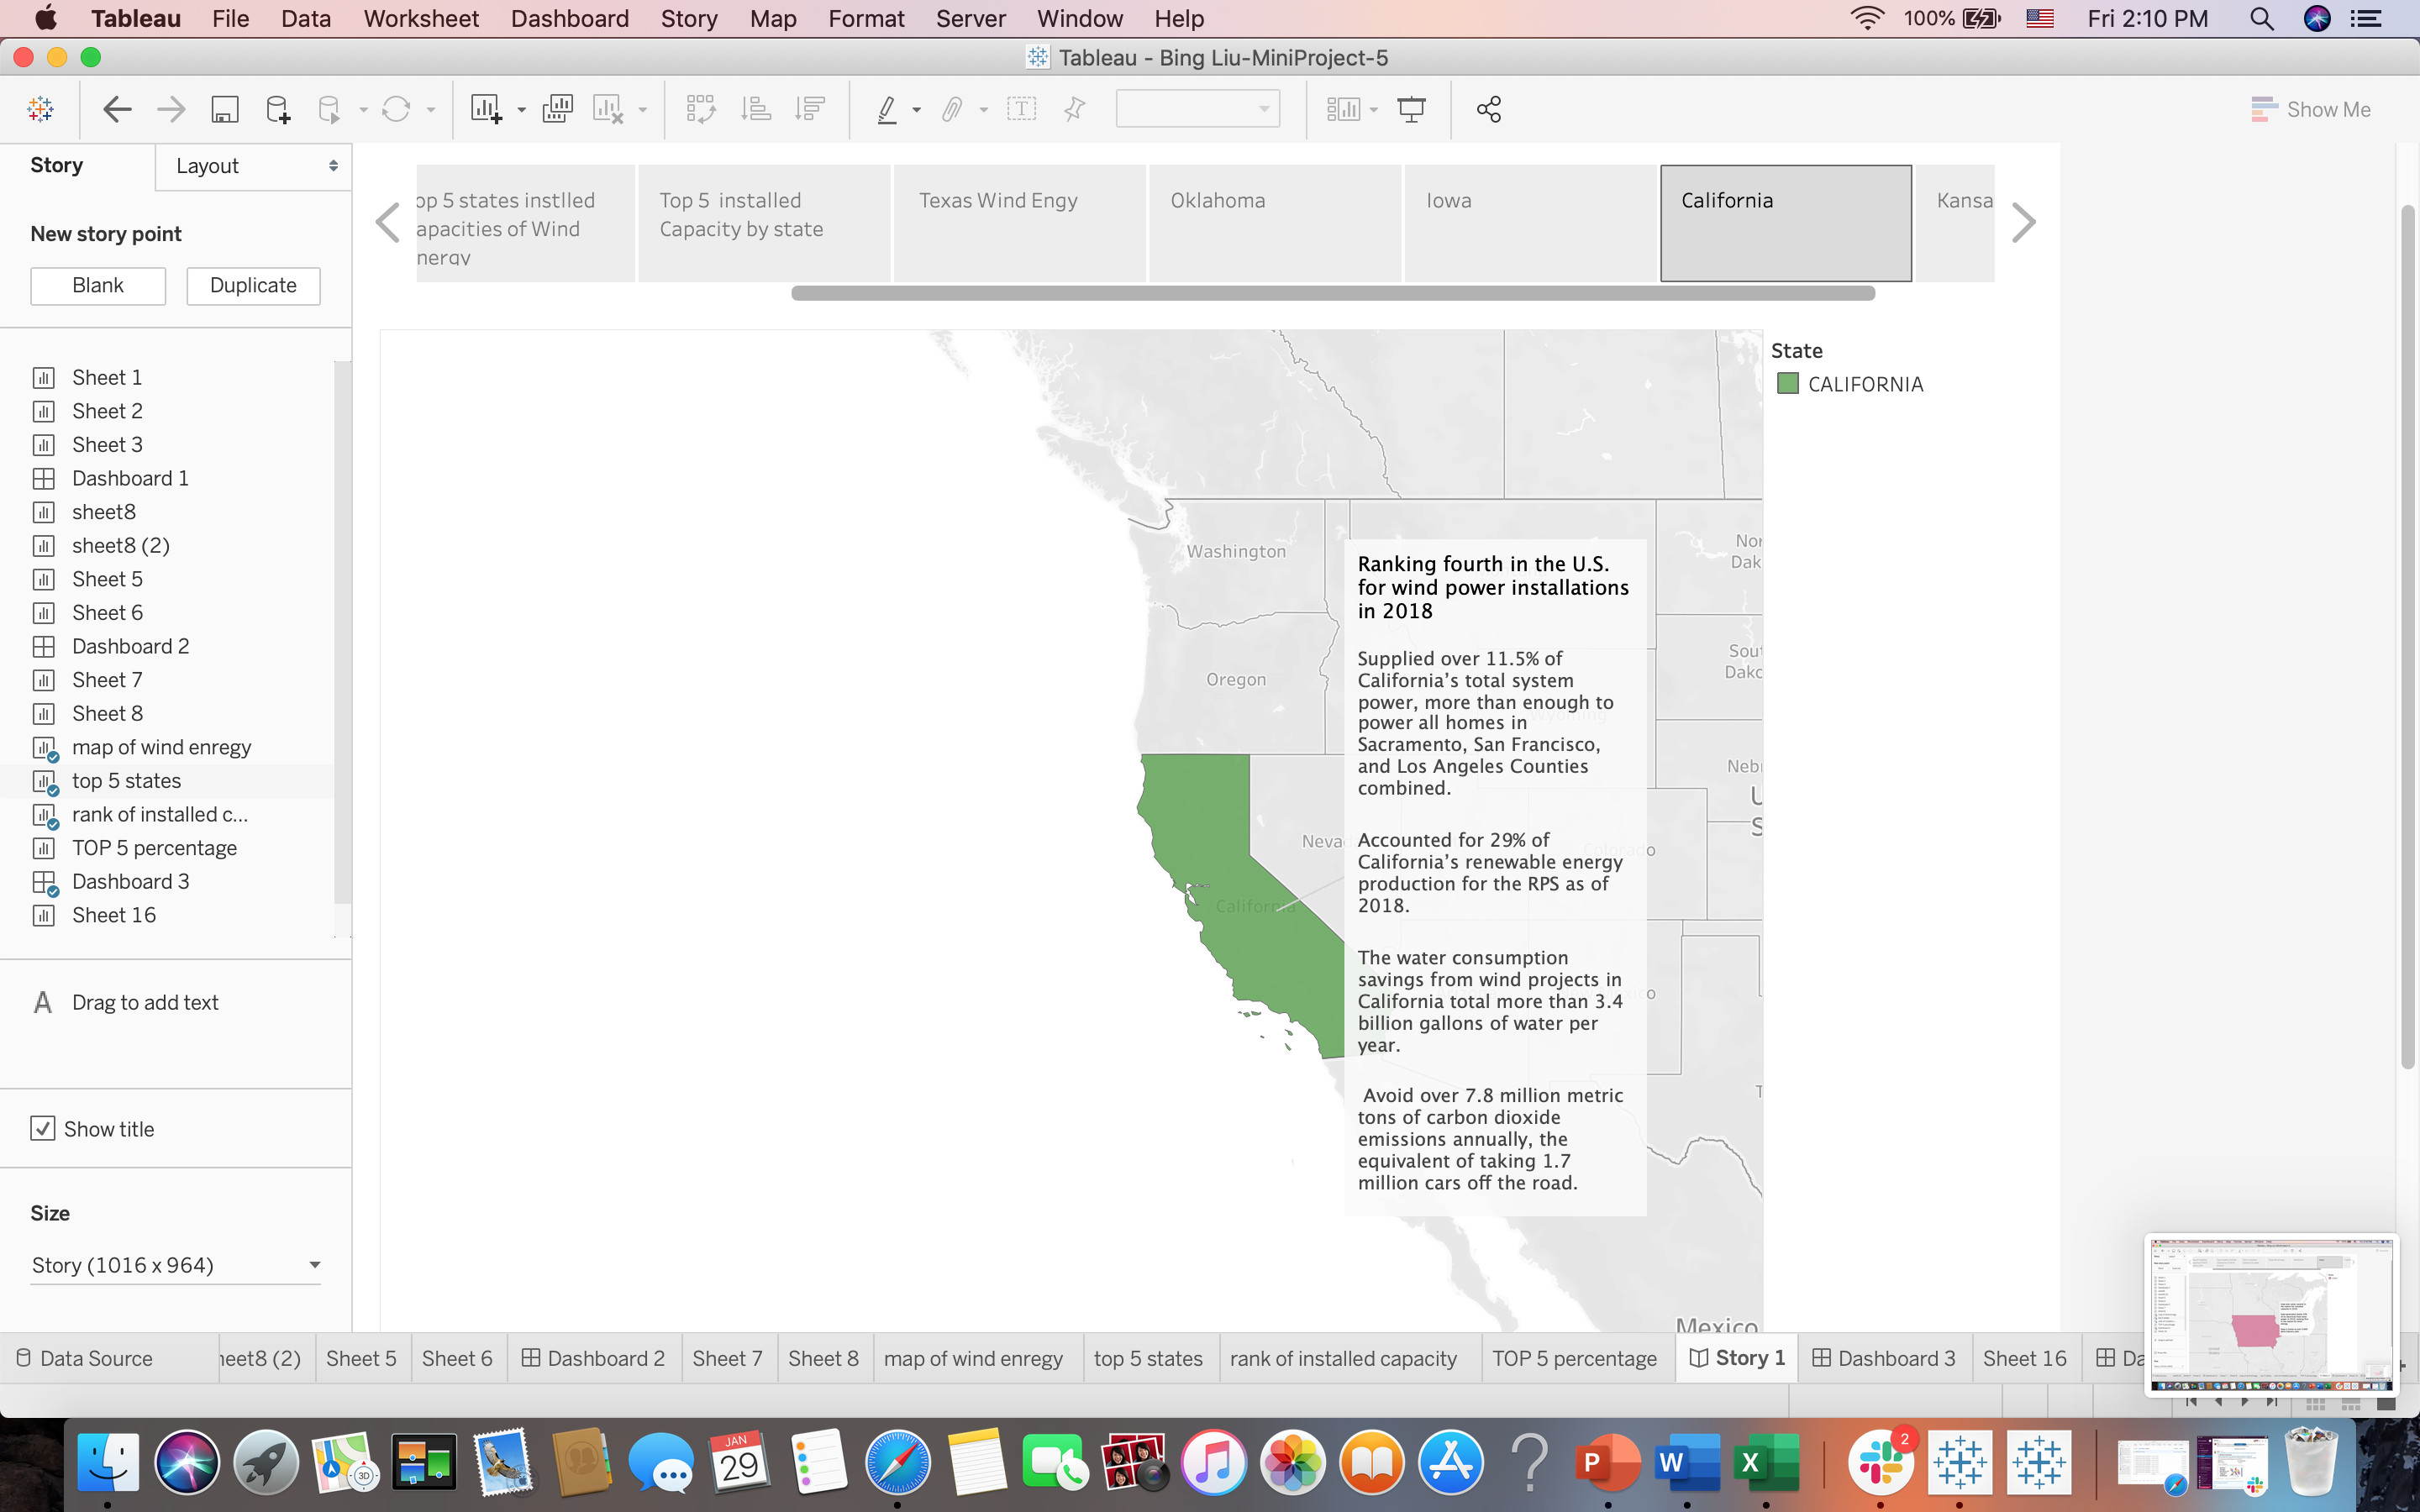 Tableau File Data Worksheet Dashboard Story Map Format Server Window Help
100% Fri 2:10 PM
Tableau - Bing Liu-MiniProject-5
Show Me
Story Layout
New story point
Blank Duplicate
Sheet 1
Sheet 2
Sheet 3
Dashboard 1
sheet8
sheet8 (2)
Sheet 5
Sheet 6
Dashboard 2
Sheet 7
Sheet 8
map of wind enregy
top 5 states
rank of installed c...
TOP 5 percentage
Dashboard 3
Sheet 16
A Drag to add text
Show title
Size
Story (1016 x 964)
op 5 states instlled
apacities of Wind
nergy
Top 5 installed
Capacity by state
Texas Wind Engy
Oklahoma
Iowa
California
Kansa
State
CALIFORNIA
Washington
Oregon
Nevad
California
Wyoming
Colorado
xico
Nor
Dak
Sout
Dako
Nebr
U
S
T
Mexico
Ranking fourth in the U.S.
for wind power installations
in 2018
Supplied over 11.5% of
California's total system
power, more than enough to
power all homes in
Sacramento, San Francisco,
and Los Angeles Counties
combined.
Accounted for 29% of
California's renewable energy
production for the RPS as of
2018.
The water consumption
savings from wind projects in
California total more than 3.4
billion gallons of water per
year.
Avoid over 7.8 million metric
tons of carbon dioxide
emissions annually, the
equivalent of taking 1.7
million cars off the road.
Data Source heet8 (2) Sheet 5 Sheet 6 Dashboard 2 Sheet 7 Sheet 8 map of wind enregy top 5 states rank of installed capacity TOP 5 percentage Story 1 Dashboard 3 Sheet 16 Da
3D
JAN
29
P
W
X
2